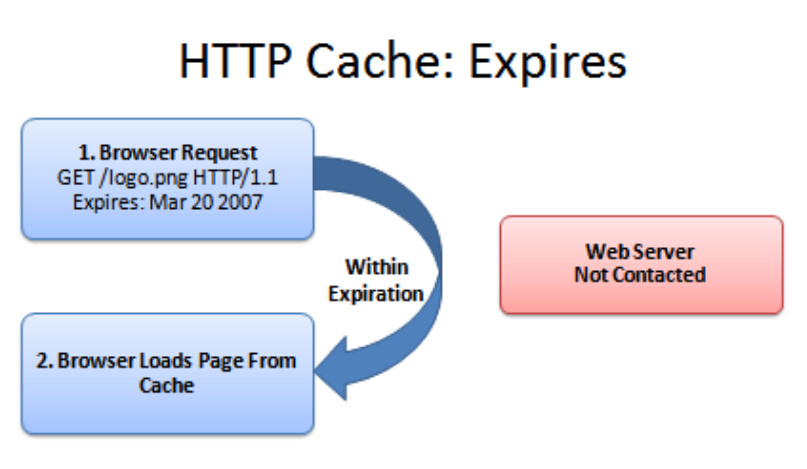 HTTP Cache: Expires
1. Browser Request
GET /logo.png HTTP/1.1
Expires: Mar 20 2007
Within
Expiration
Web Server
Not Contacted
2. Browser Loads Page From
Cache